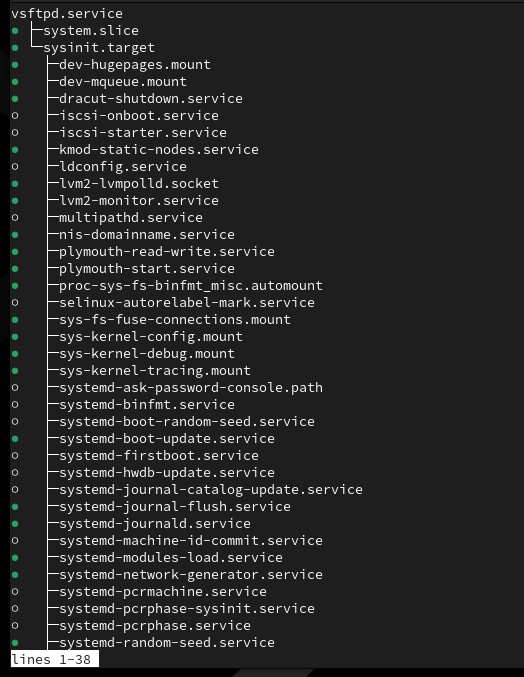 vsftpd.service
● ├─system.slice
● └─sysinit.target
● ├─dev-hugepages.mount
● ├─dev-mqueue.mount
● ├─dracut-shutdown.service
○ ├─iscsi-onboot.service
○ ├─iscsi-starter.service
● ├─kmod-static-nodes.service
○ ├─ldconfig.service
● ├─lvm2-lvmpolld.socket
● ├─lvm2-monitor.service
○ ├─multipathd.service
● ├─nis-domainname.service
● ├─plymouth-read-write.service
● ├─plymouth-start.service
● ├─proc-sys-fs-binfmt_misc.automount
○ ├─selinux-autorelabel-mark.service
● ├─sys-fs-fuse-connections.mount
● ├─sys-kernel-config.mount
● ├─sys-kernel-debug.mount
● ├─sys-kernel-tracing.mount
○ ├─systemd-ask-password-console.path
○ ├─systemd-binfmt.service
○ ├─systemd-boot-random-seed.service
● ├─systemd-boot-update.service
○ ├─systemd-firstboot.service
○ ├─systemd-hwdb-update.service
○ ├─systemd-journal-catalog-update.service
● ├─systemd-journal-flush.service
● ├─systemd-journald.service
○ ├─systemd-machine-id-commit.service
● ├─systemd-modules-load.service
● ├─systemd-network-generator.service
○ ├─systemd-pcrmachine.service
○ ├─systemd-pcrphase-sysinit.service
○ ├─systemd-pcrphase.service
● ├─systemd-random-seed.service
lines 1-38